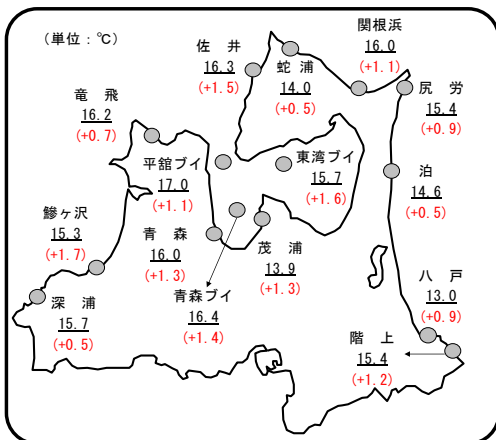 (単位：℃)
関根浜
16.0
(+1.1)
佐 井
16.3
(+1.5)
蛇 浦
14.0
(+0.5)
尻 労
15.4
(+0.9)
竜 飛
16.2
(+0.7)
平舘ブイ
17.0
(+1.1)
東湾ブイ
15.7
(+1.6)
泊
14.6
(+0.5)
鰺ヶ沢
15.3
(+1.7)
青 森
16.0
(+1.3)
茂 浦
13.9
(+1.3)
八 戸
13.0
(+0.9)
深 浦
15.7
(+0.5)
青森ブイ
16.4
(+1.4)
階 上
15.4
(+1.2)